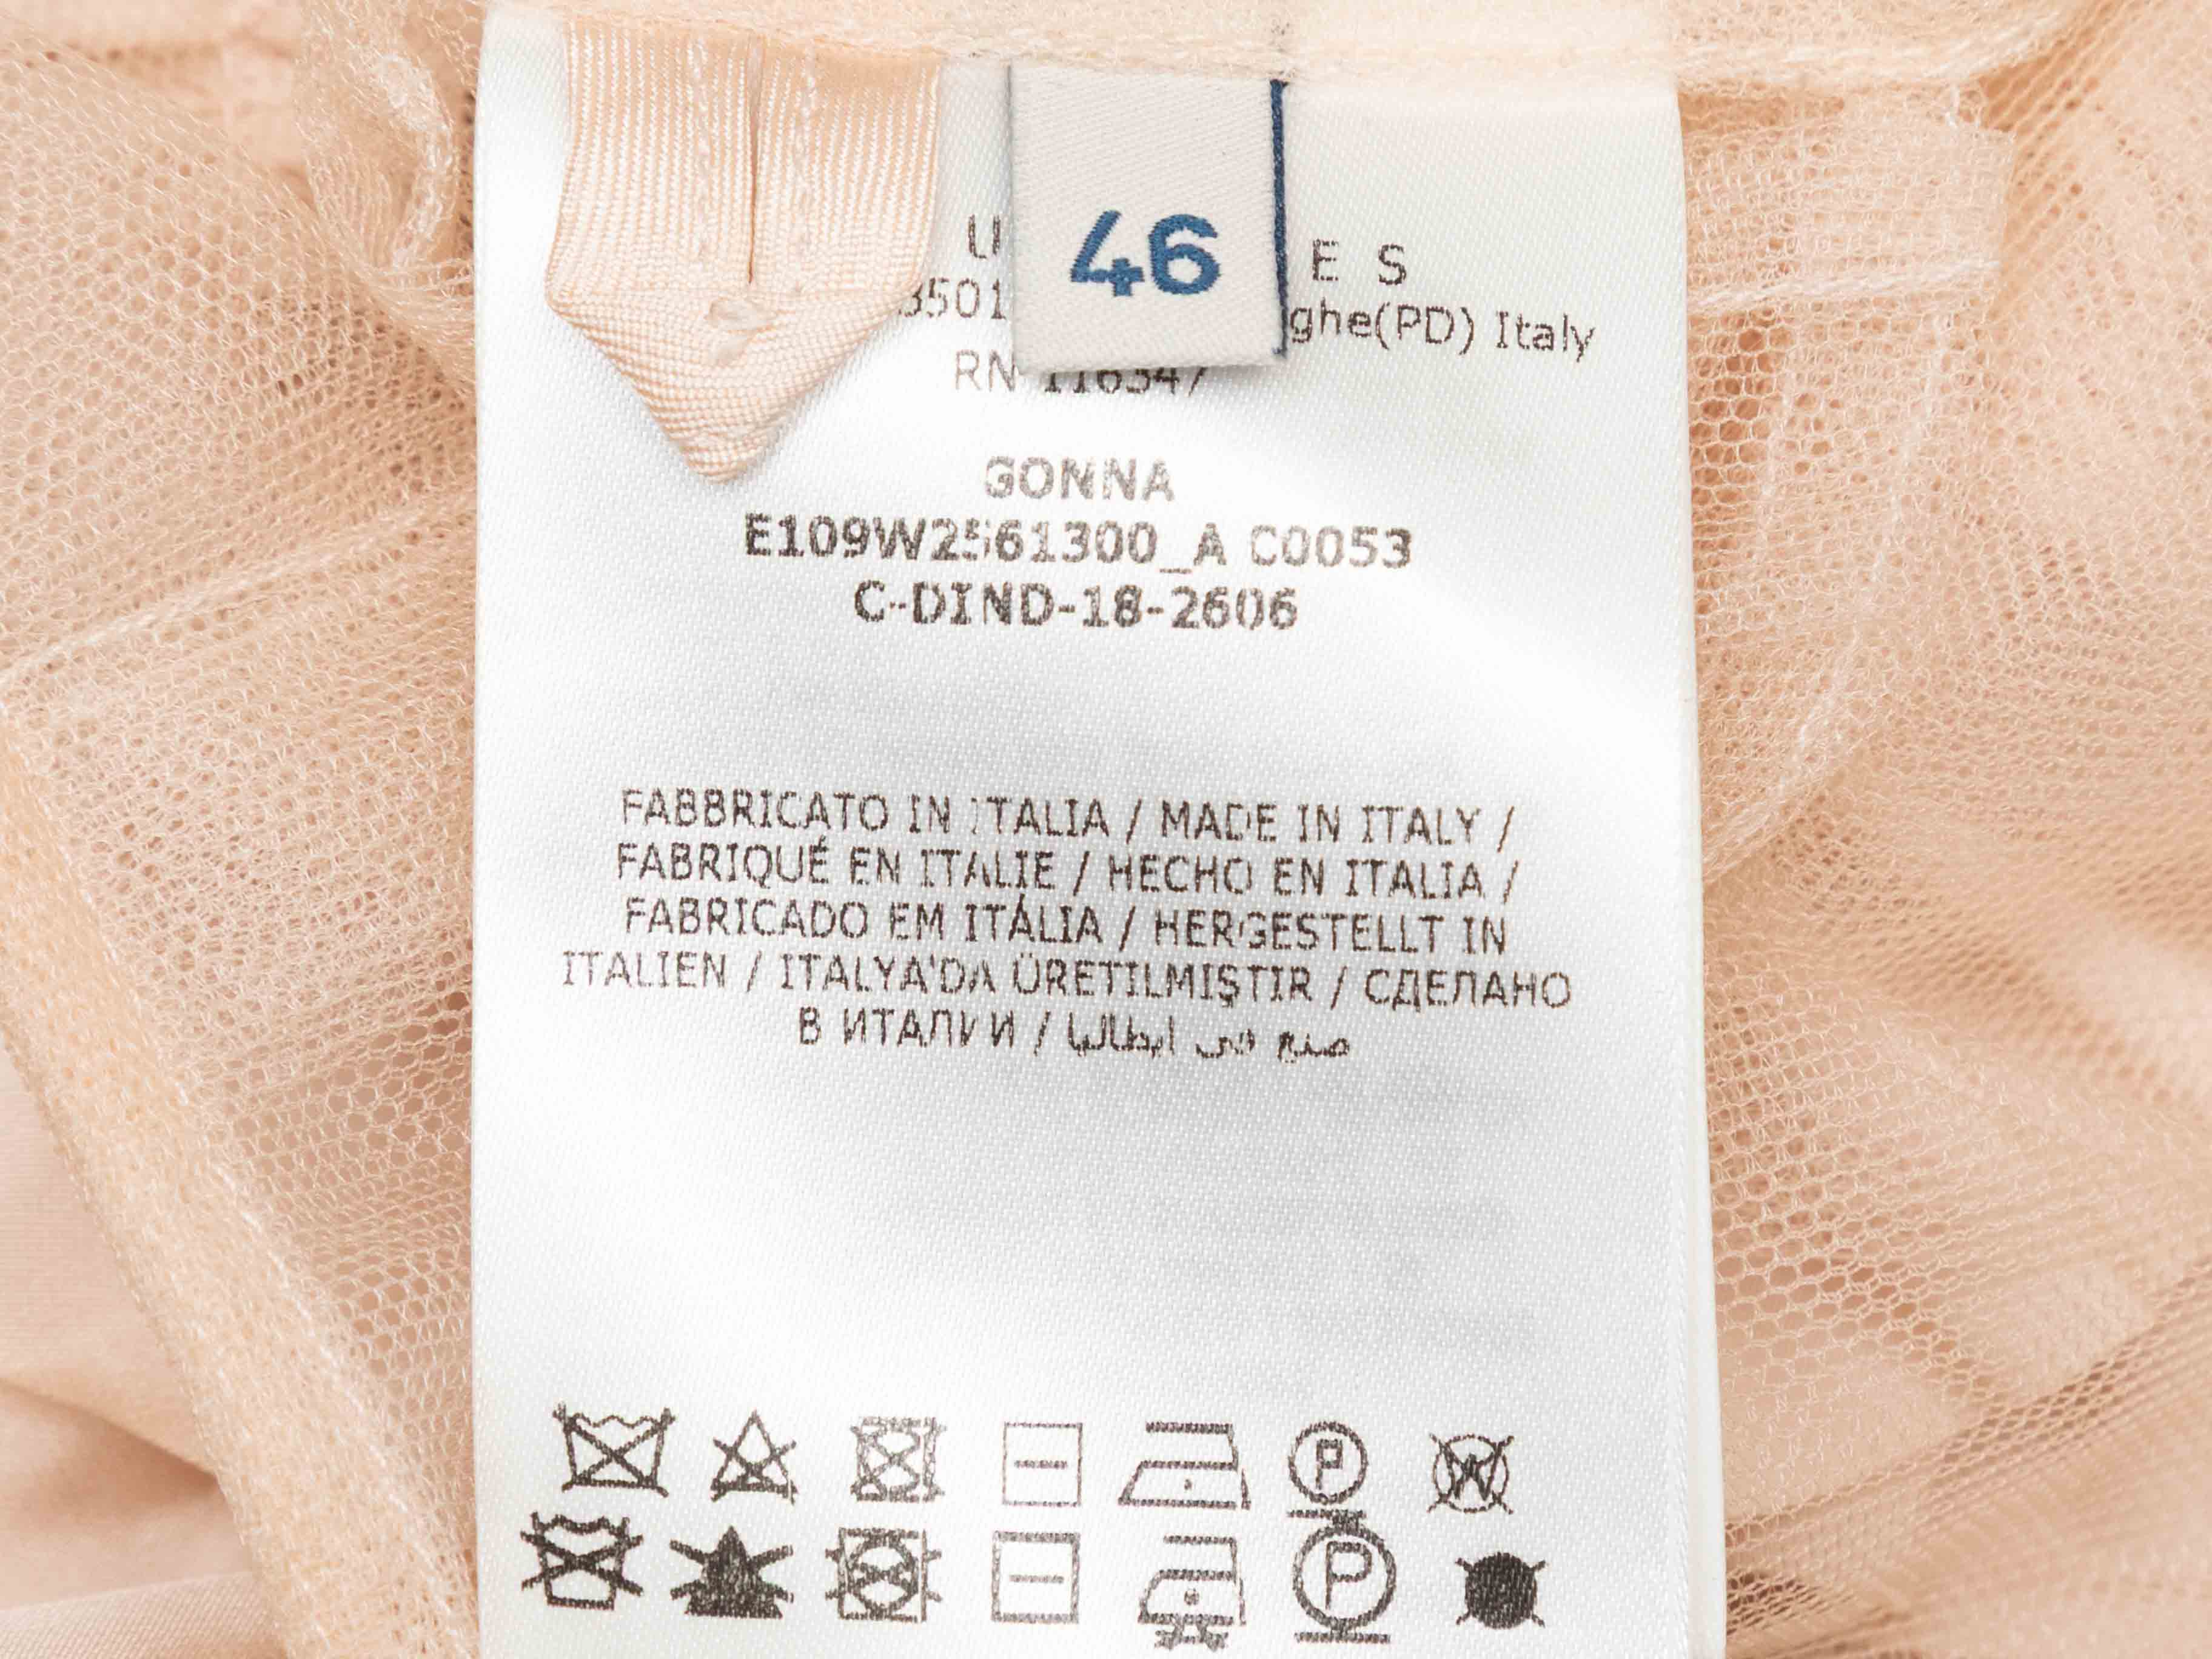 46
E S
ghe(PD) Italy
RN 116347
GONNA
E109W2561300_A C0053
C-DIND-18-2606
FABBRICATO IN ITALIA / MADE IN ITALY /
FABRIQUÉ EN ITALIE / HECHO EN ITALIA /
FABRICADO EM ITÁLIA / HERGESTELLT IN
ITALIEN / ITALYA'DA ÜRETILMIŞTIR / СДЕЛАНО
В ИТАЛИИ / صنع في ايطاليا
P W
P